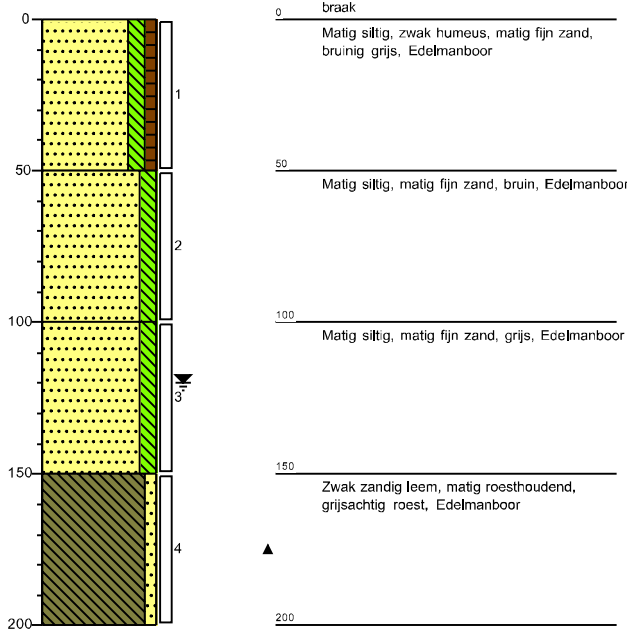 braak
0
0
Matig siltig, zwak humeus, matig fijn zand,
bruinig grijs, Edelmanboor
1
50
50
Matig siltig, matig fijn zand, bruin, Edelmanboor
2
100
100
Matig siltig, matig fijn zand, grijs, Edelmanboor
3
150
150
Zwak zandig leem, matig roesthoudend,
grijsachtig roest, Edelmanboor
4
200
200